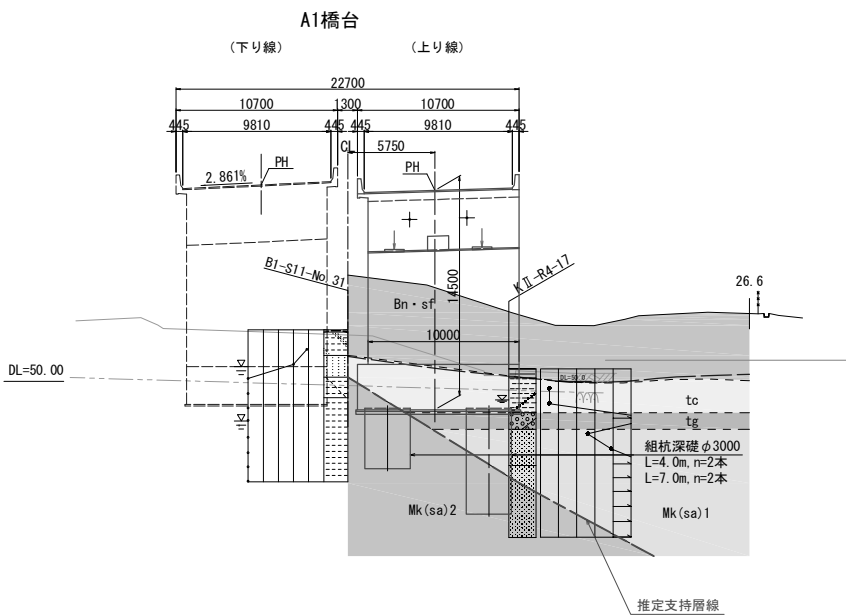 A1橋台
(下り線)
(上り線)
22700
10700
1300
10700
445
9810
445
445
9810
445
CL
5750
PH
PH
2.861%
B1-S11-No.31
14500
KⅡ-R4-17
26.6
Bn・sf
10000
DL=50.00
DL=50.0
tc
tg
組杭深礎φ3000
L=4.0m,n=2本
L=7.0m,n=2本
Mk(sa)2
Mk(sa)1
推定支持層線